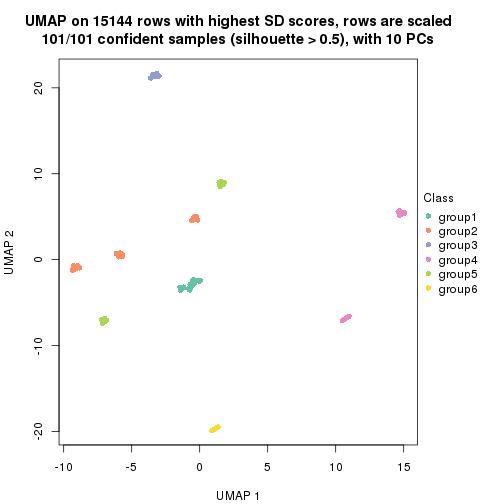 UMAP on 15144 rows with highest SD scores, rows are scaled
101/101 confident samples (silhouette > 0.5), with 10 PCs
20
10
0
-10
-20
UMAP 2
-10
-5
0
5
10
15
UMAP 1
Class
group1
group2
group3
group4
group5
group6